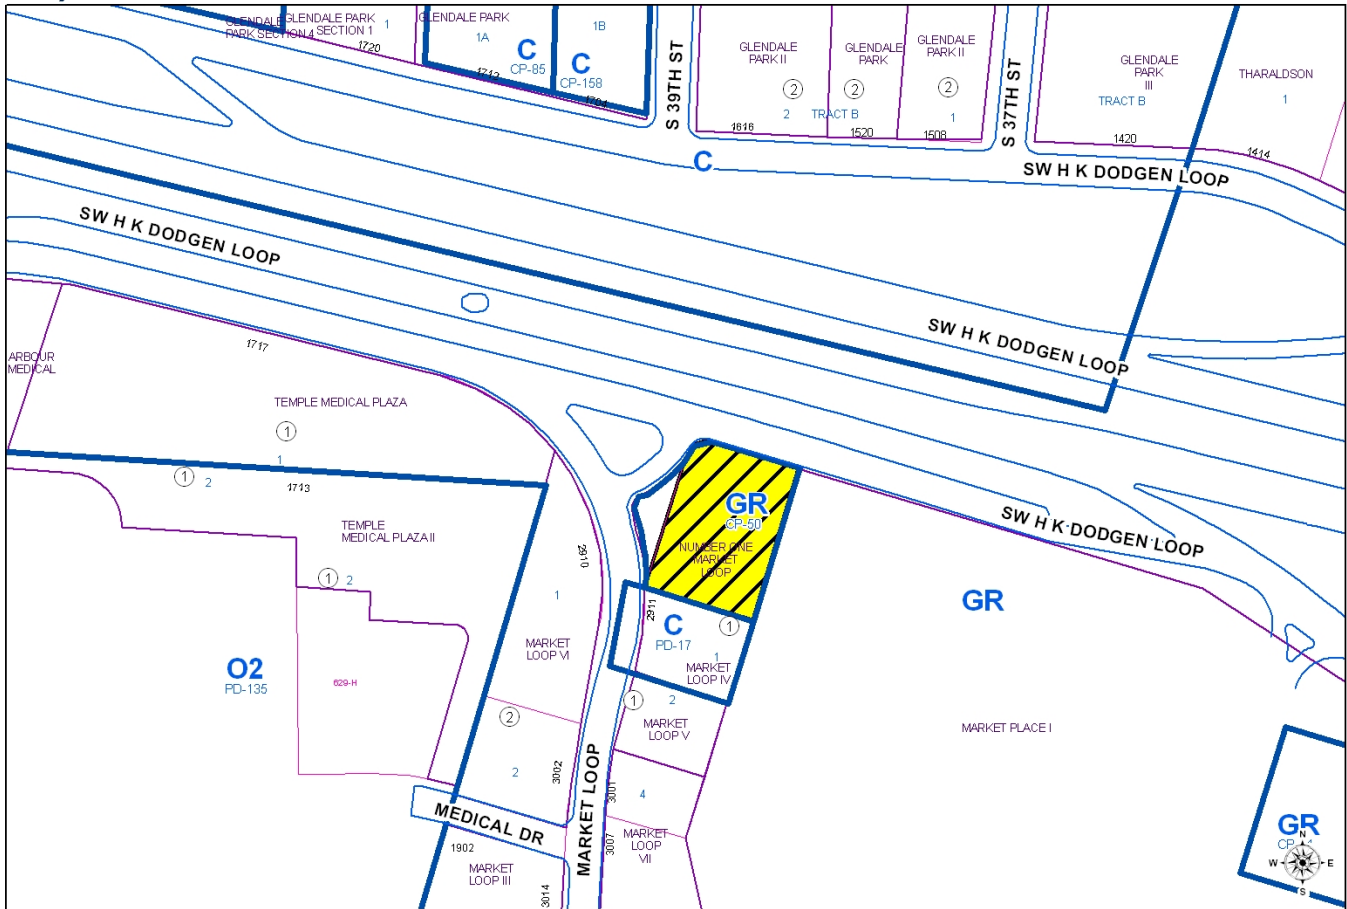 GLENDALE
PARK SECTION 4
GLENDALE PARK
SECTION 1
1
GLENDALE PARK
1A
1B
C
CP-85
C
CP-158
1720
1712
1704
S 39TH ST
GLENDALE
PARK II
2
2
TRACT B
GLENDALE
PARK
2
GLENDALE
PARK II
2
1
1616
1520
1508
S 37TH ST
GLENDALE
PARK
III
TRACT B
1420
THARALDSON
1
1414
C
SW H K DODGEN LOOP
SW H K DODGEN LOOP
SW H K DODGEN LOOP
SW H K DODGEN LOOP
ARBOUR
MEDICAL
1717
TEMPLE MEDICAL PLAZA
1
1
1
2
1713
TEMPLE
MEDICAL PLAZA II
1
2
O2
PD-135
629-H
2910
1
MARKET
LOOP VI
2
2
3002
GR
CP-50
NUMBER ONE
MARKET
LOOP
2911
C
PD-17
1
1
MARKET
LOOP IV
1
2
MARKET
LOOP V
3001
4
3007
MARKET
LOOP
VII
MARKET LOOP
MEDICAL DR
1902
MARKET
LOOP III
3014
GR
MARKET PLACE I
GR
N
W
E
S